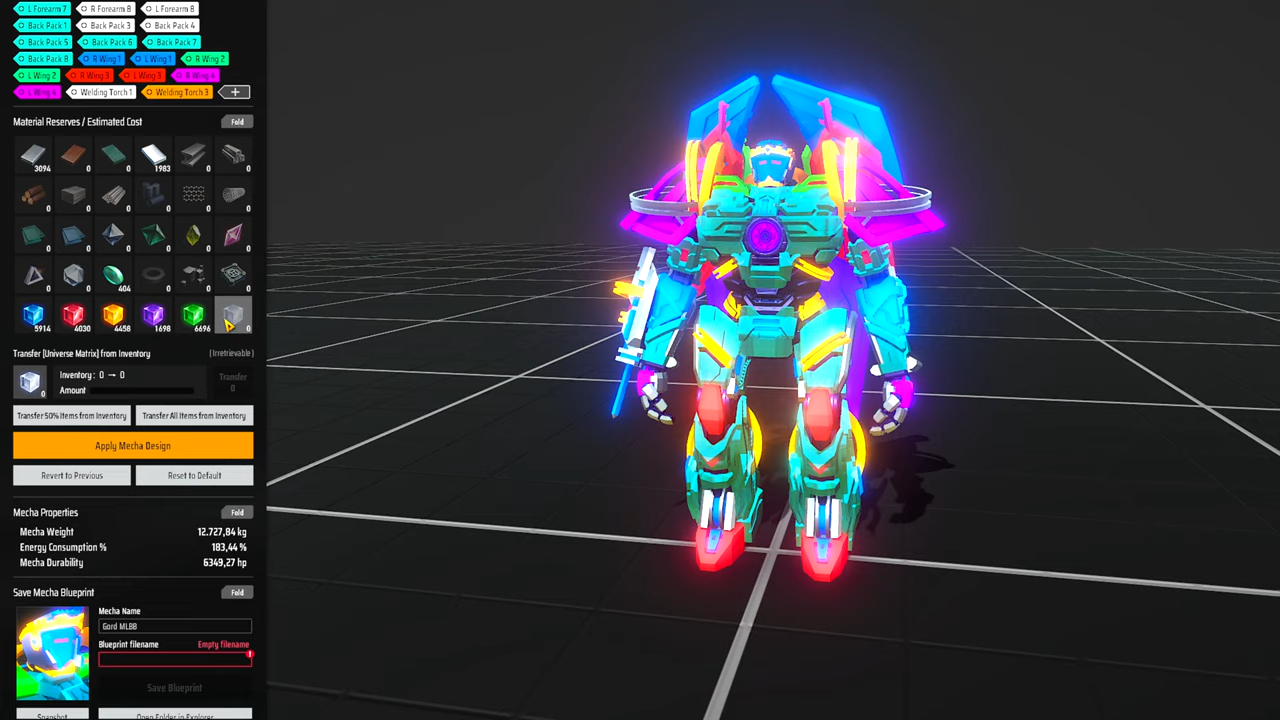 L Forearm 7 R Forearm 8 L Forearm 8
Back Pack 1 Back Pack 3 Back Pack 4
Back Pack 5 Back Pack 6 Back Pack 7
Back Pack 8 R Wing 1 L Wing 1 R Wing 2
L Wing 2 R Wing 3 L Wing 3 R Wing 4
L Wing 4 Welding Torch 1 Welding Torch 3 +
Material Reserves / Estimated Cost Fold
3094 0 0 1983 0 0
0 0 0 0 0 0
0 0 0 0 0 0
0 0 404 0 0 0
5914 4030 4458 1698 6696 0
Transfer [Universe Matrix] from Inventory (Irretrievable)
0 Inventory: 0 → 0 Transfer
Amount 0
Transfer 50% Items from Inventory Transfer All Items from Inventory
Apply Mecha Design
Revert to Previous Reset to Default
Mecha Properties Fold
Mecha Weight 12.727,84 kg
Energy Consumption % 183,44 %
Mecha Durability 6349,27 hp
Save Mecha Blueprint Fold
Mecha Name
Gord MLBB
Blueprint filename Empty filename
!
Save Blueprint
Snapshot Open Folder in Explorer